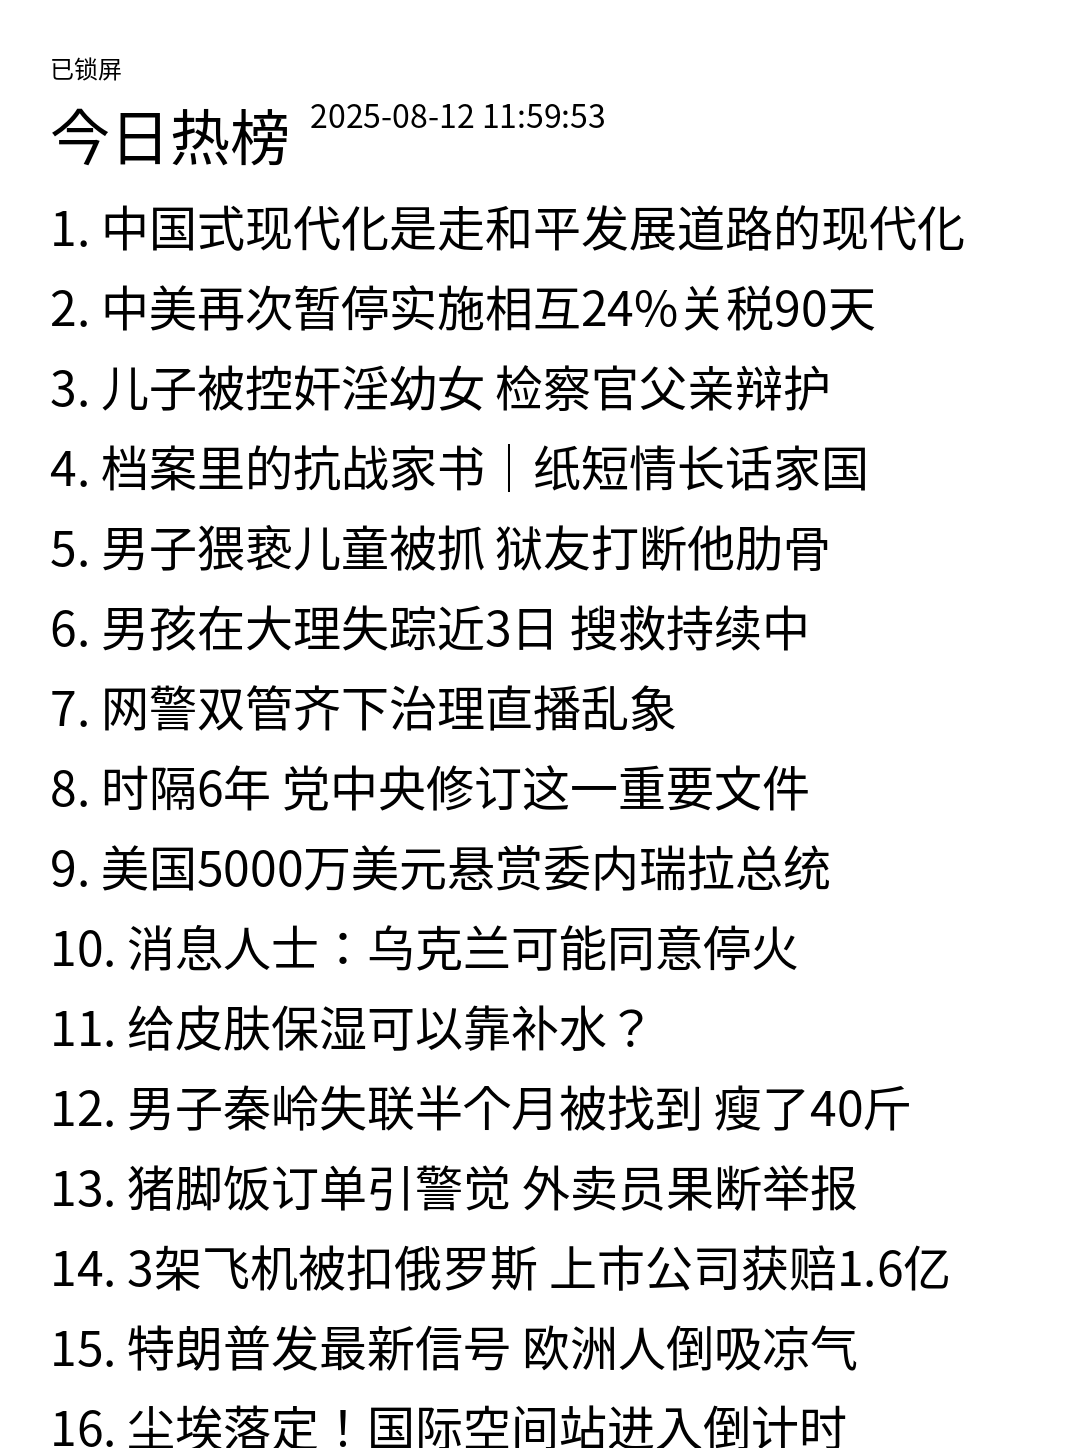 已锁屏
今日热榜 2025-08-12 11:59:53
1. 中国式现代化是走和平发展道路的现代化
2. 中美再次暂停实施相互24%关税90天
3. 儿子被控奸淫幼女 检察官父亲辩护
4. 档案里的抗战家书｜纸短情长话家国
5. 男子猥亵儿童被抓 狱友打断他肋骨
6. 男孩在大理失踪近3日 搜救持续中
7. 网警双管齐下治理直播乱象
8. 时隔6年 党中央修订这一重要文件
9. 美国5000万美元悬赏委内瑞拉总统
10. 消息人士：乌克兰可能同意停火
11. 给皮肤保湿可以靠补水？
12. 男子秦岭失联半个月被找到 瘦了40斤
13. 猪脚饭订单引警觉 外卖员果断举报
14. 3架飞机被扣俄罗斯 上市公司获赔1.6亿
15. 特朗普发最新信号 欧洲人倒吸凉气
16. 尘埃落定！国际空间站进入倒计时